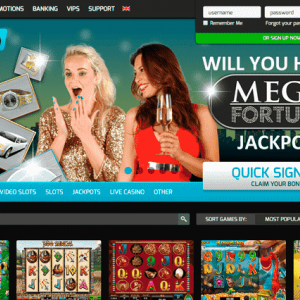 MOTIONS BANKING VIPS SUPPORT
username password
Remember Me Forgot your pa
OR SIGN UP NOW
WILL YOU H
MEG
FORTU
JACKPO
QUICK SIGN
CLAIM YOUR BON
VIDEO SLOTS SLOTS JACKPOTS LIVE CASINO OTHER
SORT GAMES BY: MOST POPULA